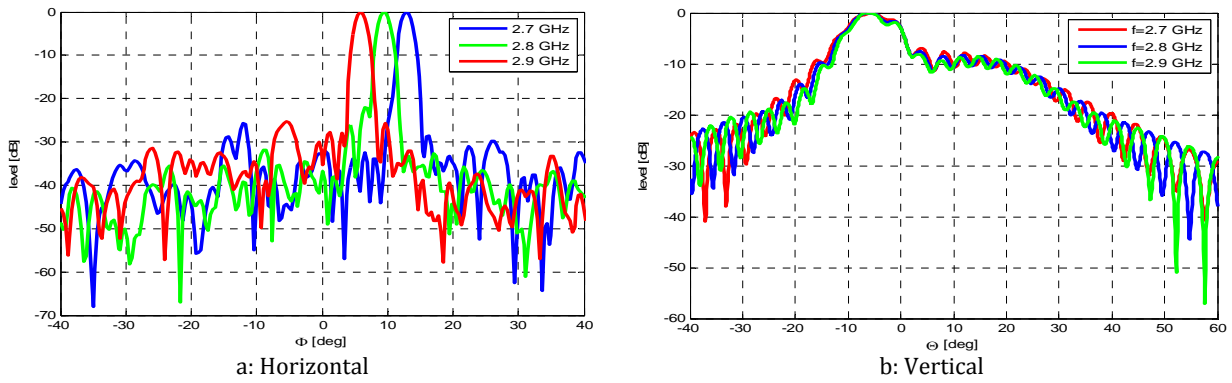 0
-10
-20
-30
-40
-50
-60
-70
level [dB]
-40 -30 -20 -10 0 10 20 30 40
Φ [deg]
2.7 GHz
2.8 GHz
2.9 GHz
a: Horizontal
0
-10
-20
-30
-40
-50
-60
level [dB]
-40 -30 -20 -10 0 10 20 30 40 50 60
Θ [deg]
f=2.7 GHz
f=2.8 GHz
f=2.9 GHz
b: Vertical